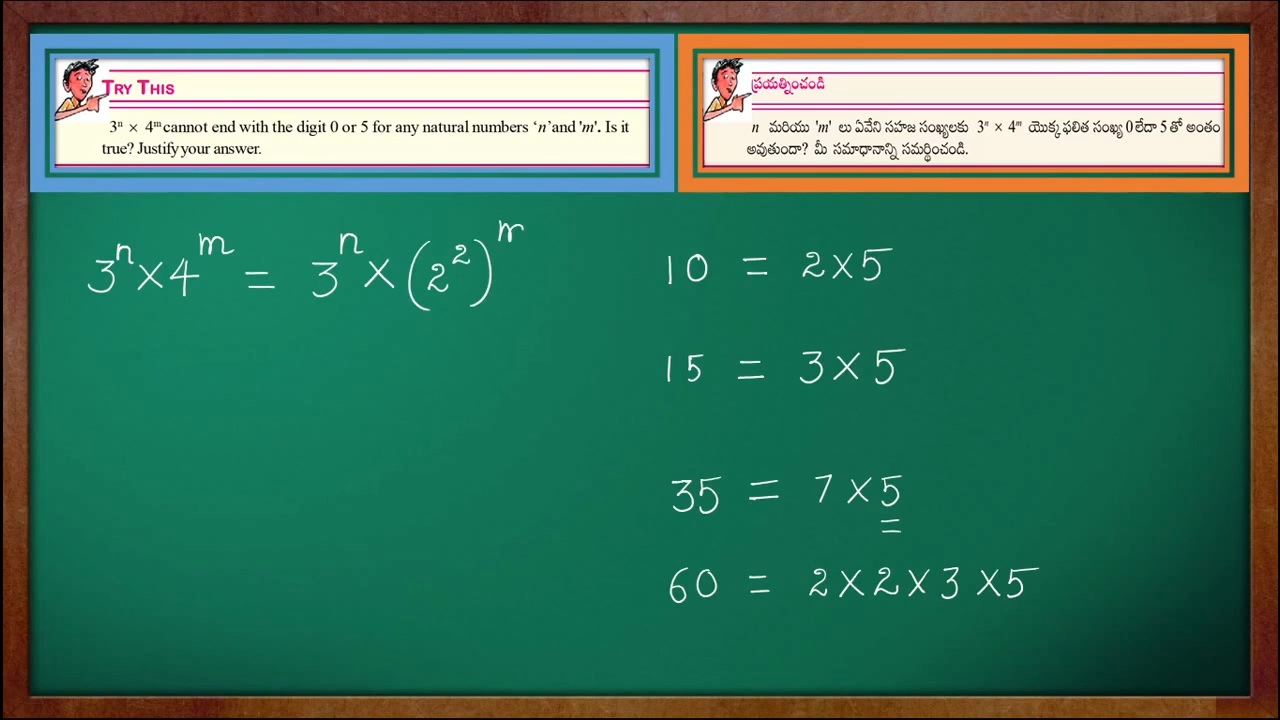 TRY THIS
3ⁿ × 4ᵐ cannot end with the digit 0 or 5 for any natural numbers ‘n’ and 'm'. Is it
true? Justify your answer.
ప్రయత్నించండి
n మరియు 'm' లు ఏవేని సహజ సంఖ్యలకు 3ⁿ × 4ᵐ యొక్క ఫలిత సంఖ్య 0 లేదా 5 తో అంతం
అవుతుందా? మీ సమాధానాన్ని సమర్థించండి.
3ⁿ × 4ᵐ = 3ⁿ × (2²)ᵐ
10 = 2 × 5
15 = 3 × 5
35 = 7 × 5
60 = 2 × 2 × 3 × 5